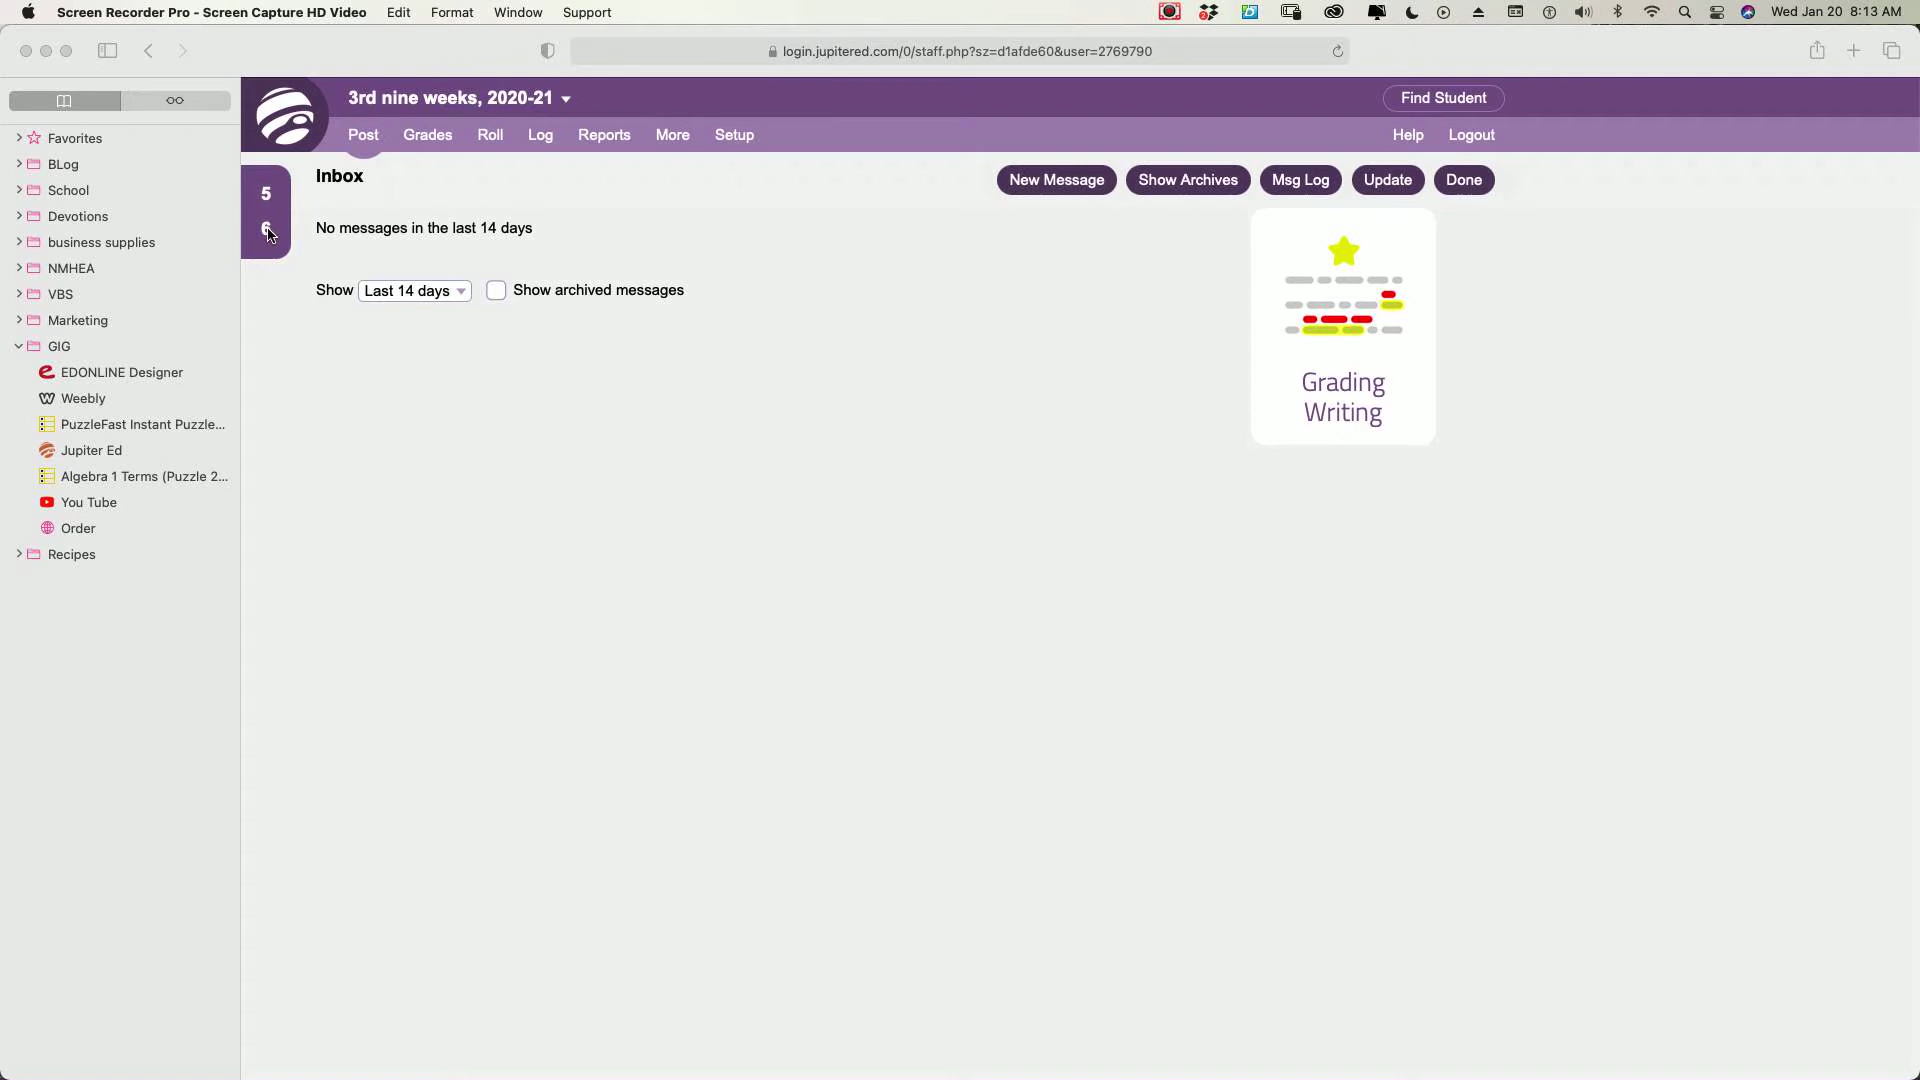 Screen Recorder Pro - Screen Capture HD Video Edit Format Window Support Wed Jan 20 8:13 AM
login.jupitered.com/0/staff.php?sz=d1afde60&user=2769790
3rd nine weeks, 2020-21 Find Student
Post Grades Roll Log Reports More Setup Help Logout
Favorites
BLog
School
Devotions
business supplies
NMHEA
VBS
Marketing
GIG
EDONLINE Designer
Weebly
PuzzleFast Instant Puzzle...
Jupiter Ed
Algebra 1 Terms (Puzzle 2...
You Tube
Order
Recipes
5
6
Inbox New Message Show Archives Msg Log Update Done
No messages in the last 14 days
Show Last 14 days Show archived messages
Grading
Writing